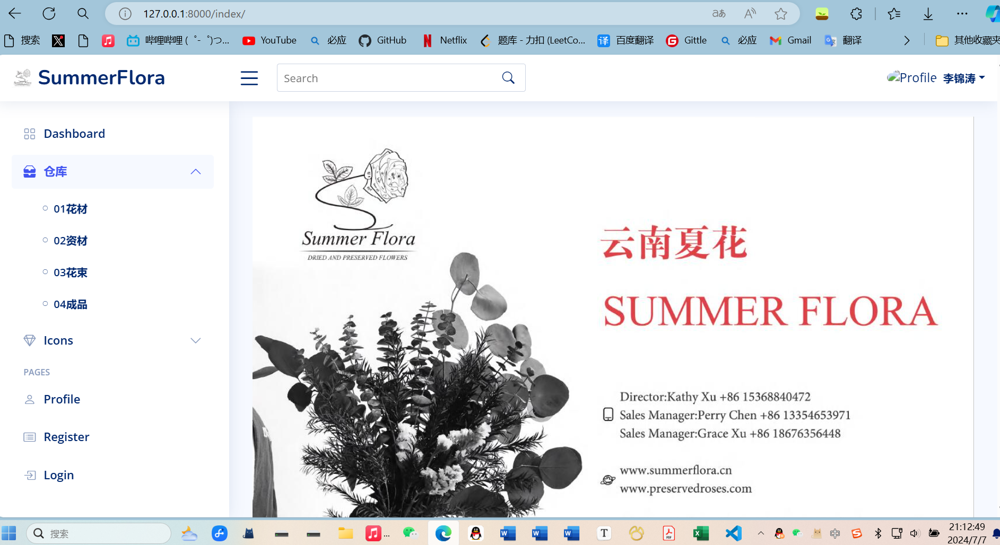 127.0.0.1:8000/index/
搜索
哔哩哔哩 (゜-゜)つ...
YouTube
必应
GitHub
Netflix
题库 - 力扣 (LeetCo...
百度翻译
Gittle
必应
Gmail
翻译
其他收藏夹
SummerFlora
Search
Profile 李锦涛
Dashboard
仓库
01花材
02资材
03花束
04成品
Icons
PAGES
Profile
Register
Login
Summer Flora
DRIED AND PRESERVED FLOWERS
云南夏花
SUMMER FLORA
Director:Kathy Xu +86 15368840472
Sales Manager:Perry Chen +86 13354653971
Sales Manager:Grace Xu +86 18676356448
www.summerflora.cn
www.preservedroses.com
搜索
...
中
21:12:49
2024/7/7